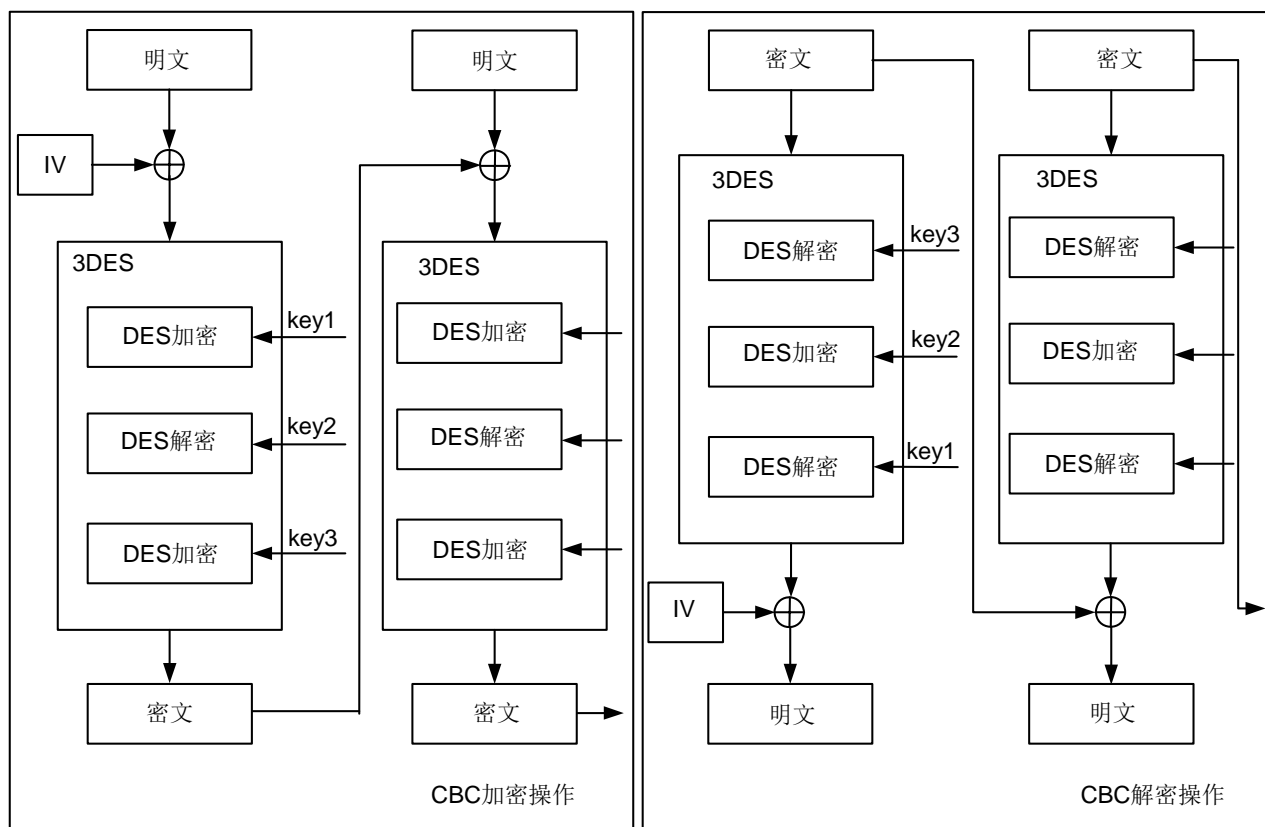 明文
明文
IV
3DES
3DES
DES加密
key1
DES加密
DES解密
key2
DES解密
DES加密
key3
DES加密
密文
密文
CBC加密操作
密文
密文
3DES
3DES
DES解密
key3
DES解密
DES加密
key2
DES加密
DES解密
key1
DES解密
IV
明文
明文
CBC解密操作